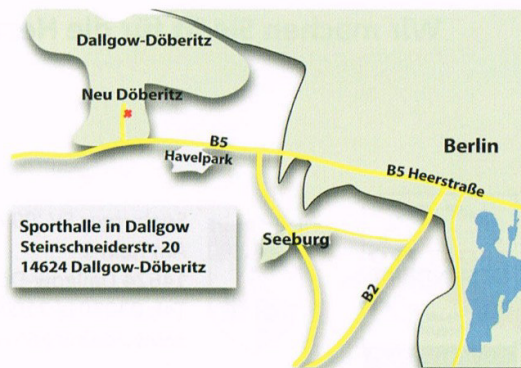 Dallgow-Döberitz
Neu Döberitz
B5
Havelpark
Berlin
B5 Heerstraße
Sporthalle in Dallgow
Steinschneiderstr. 20
14624 Dallgow-Döberitz
Seeburg
B2